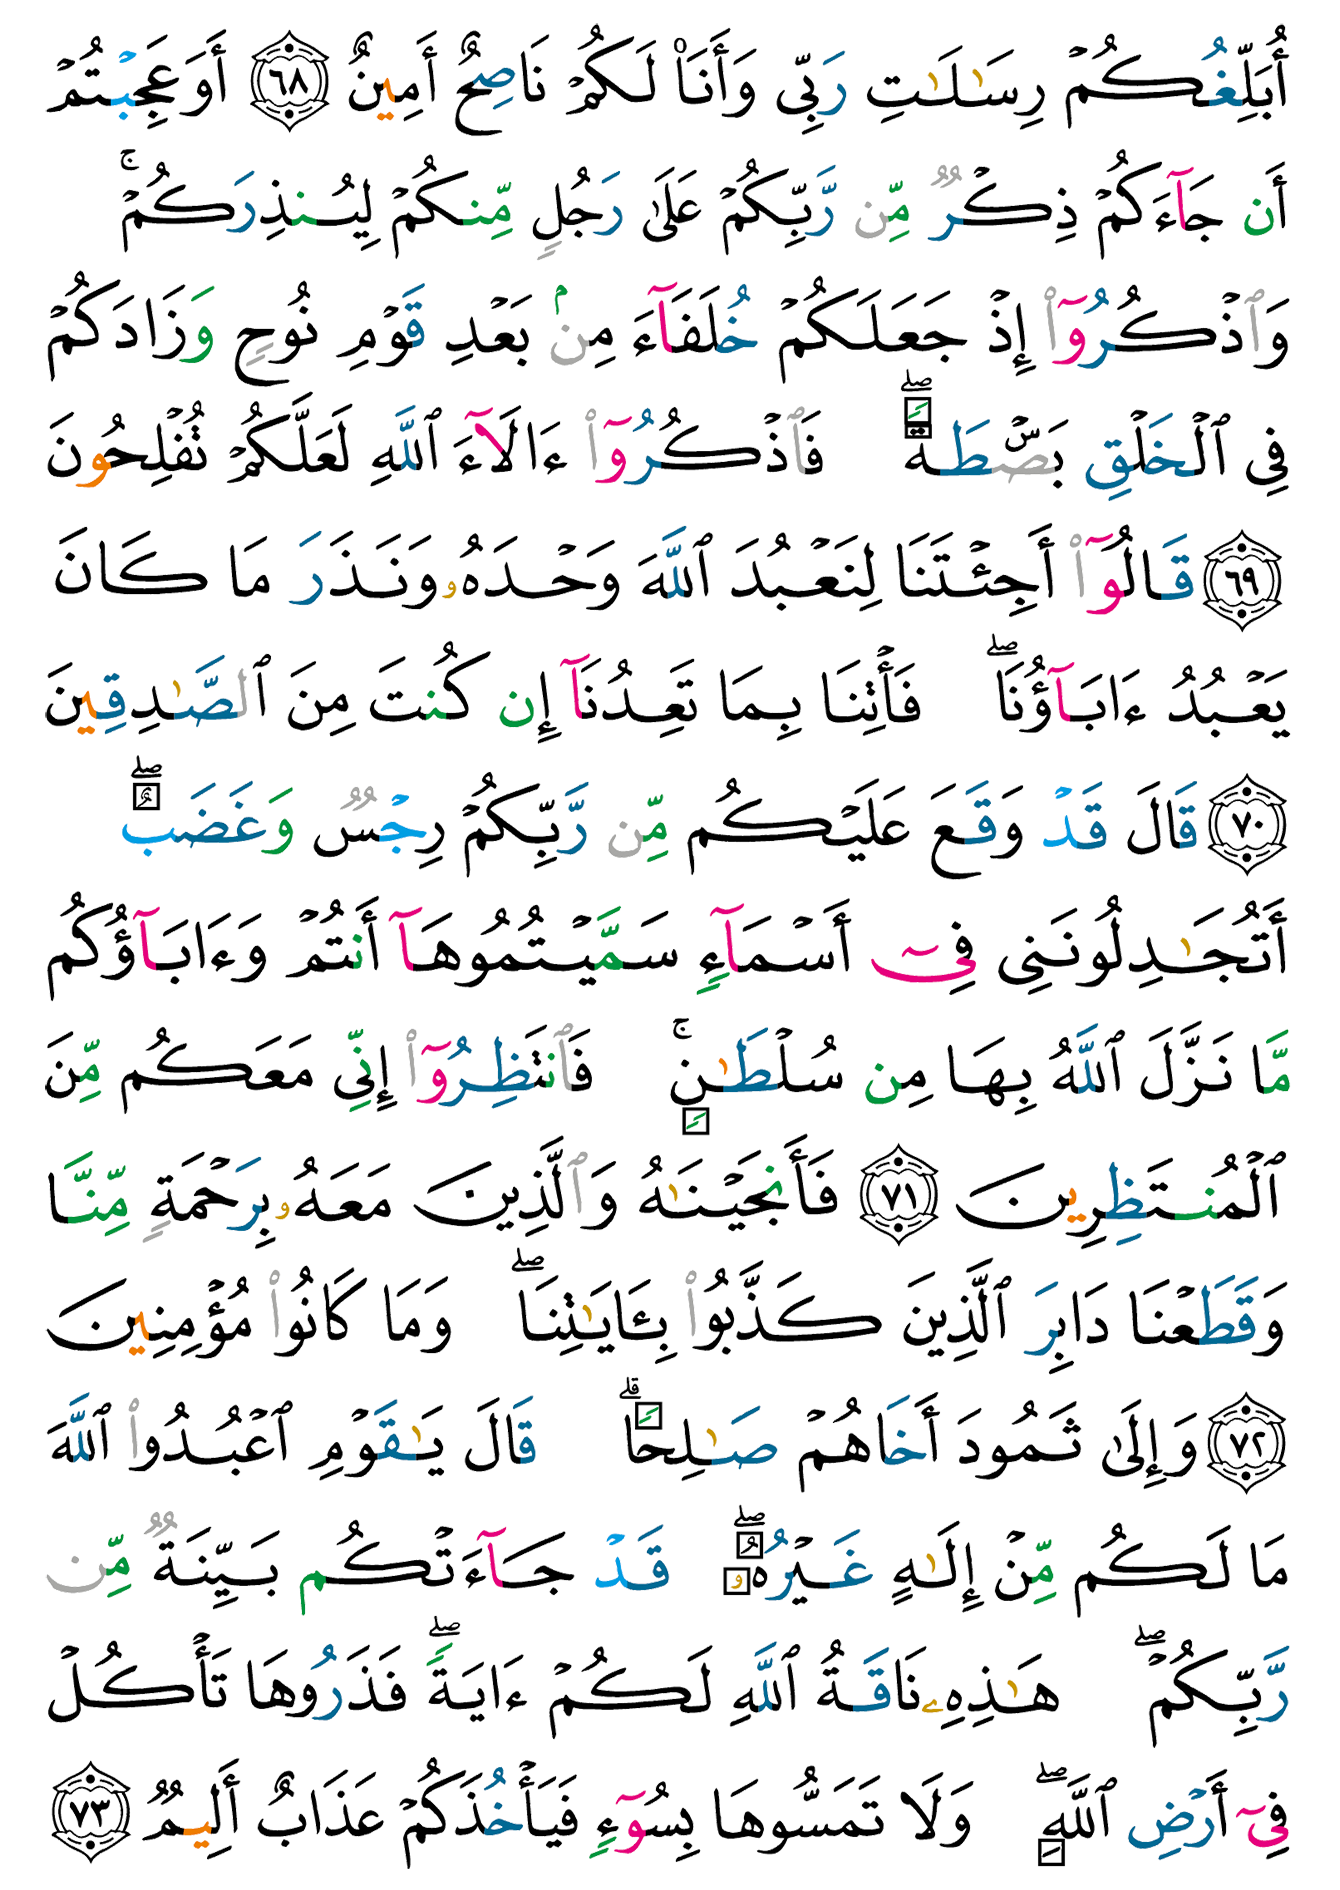 أُبَلِّغُكُمْ رِسَـٰلَـٰتِ رَبِّى وَأَنَا۠ لَكُمْ نَاصِحٌ أَمِينٌ ٦٨ أَوَعَجِبْتُمْ
أَن جَآءَكُمْ ذِكْرٌ مِّن رَّبِّكُمْ عَلَىٰ رَجُلٍ مِّنكُمْ لِيُنذِرَكُمْ ۚ
وَٱذْكُرُوٓا۟ إِذْ جَعَلَكُمْ خُلَفَآءَ مِنۢ بَعْدِ قَوْمِ نُوحٍ وَزَادَكُمْ
فِى ٱلْخَلْقِ بَصْۜطَةً ۖ فَٱذْكُرُوٓا۟ ءَالَآءَ ٱللَّهِ لَعَلَّكُمْ تُفْلِحُونَ
٦٩ قَالُوٓا۟ أَجِئْتَنَا لِنَعْبُدَ ٱللَّهَ وَحْدَهُۥ وَنَذَرَ مَا كَانَ
يَعْبُدُ ءَابَآؤُنَا ۖ فَأْتِنَا بِمَا تَعِدُنَآ إِن كُنتَ مِنَ ٱلصَّـٰدِقِينَ
٧٠ قَالَ قَدْ وَقَعَ عَلَيْكُم مِّن رَّبِّكُمْ رِجْسٌ وَغَضَبٌ ۖ
أَتُجَـٰدِلُونَنِى فِىٓ أَسْمَآءٍ سَمَّيْتُمُوهَآ أَنتُمْ وَءَابَآؤُكُم
مَّا نَزَّلَ ٱللَّهُ بِهَا مِن سُلْطَـٰنٍ ۚ فَٱنتَظِرُوٓا۟ إِنِّى مَعَكُم مِّنَ
ٱلْمُنتَظِرِينَ ٧١ فَأَنجَيْنَـٰهُ وَٱلَّذِينَ مَعَهُۥ بِرَحْمَةٍ مِّنَّا
وَقَطَعْنَا دَابِرَ ٱلَّذِينَ كَذَّبُوا۟ بِـَٔايَـٰتِنَا ۖ وَمَا كَانُوا۟ مُؤْمِنِينَ
٧٢ وَإِلَىٰ ثَمُودَ أَخَاهُمْ صَـٰلِحًا ۗ قَالَ يَـٰقَوْمِ ٱعْبُدُوا۟ ٱللَّهَ
مَا لَكُم مِّنْ إِلَـٰهٍ غَيْرُهُۥ ۖ قَدْ جَآءَتْكُم بَيِّنَةٌ مِّن
رَّبِّكُمْ ۖ هَـٰذِهِۦ نَاقَةُ ٱللَّهِ لَكُمْ ءَايَةً ۖ فَذَرُوهَا تَأْكُلْ
فِىٓ أَرْضِ ٱللَّهِ ۖ وَلَا تَمَسُّوهَا بِسُوٓءٍ فَيَأْخُذَكُمْ عَذَابٌ أَلِيمٌ ٧٣